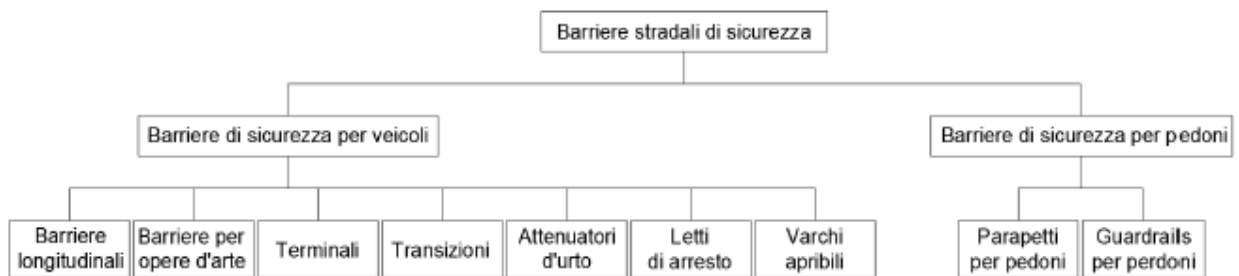 Barriere stradali di sicurezza
Barriere di sicurezza per veicoli
Barriere di sicurezza per pedoni
Barriere
longitudinali
Barriere per
opere d'arte
Terminali
Transizioni
Attenuatori
d'urto
Letti
di arresto
Varchi
apribili
Parapetti
per pedoni
Guardrails
per perdoni